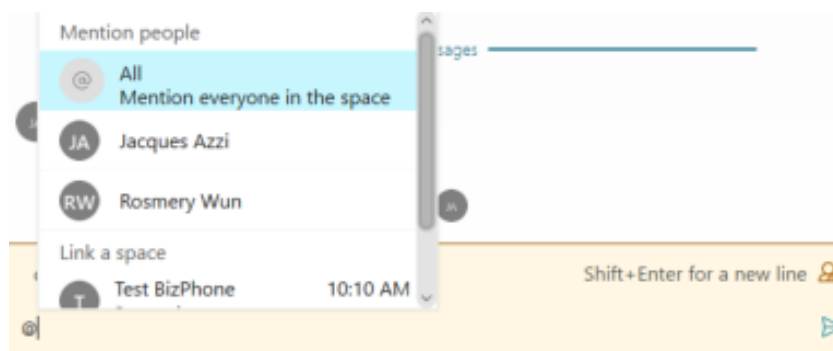 Mention people
sages
@
All
Mention everyone in the space
JA
Jacques Azzi
RW
Rosmery Wun
JA
Link a space
T
Test BizPhone 10:10 AM
Shift+Enter for a new line
@